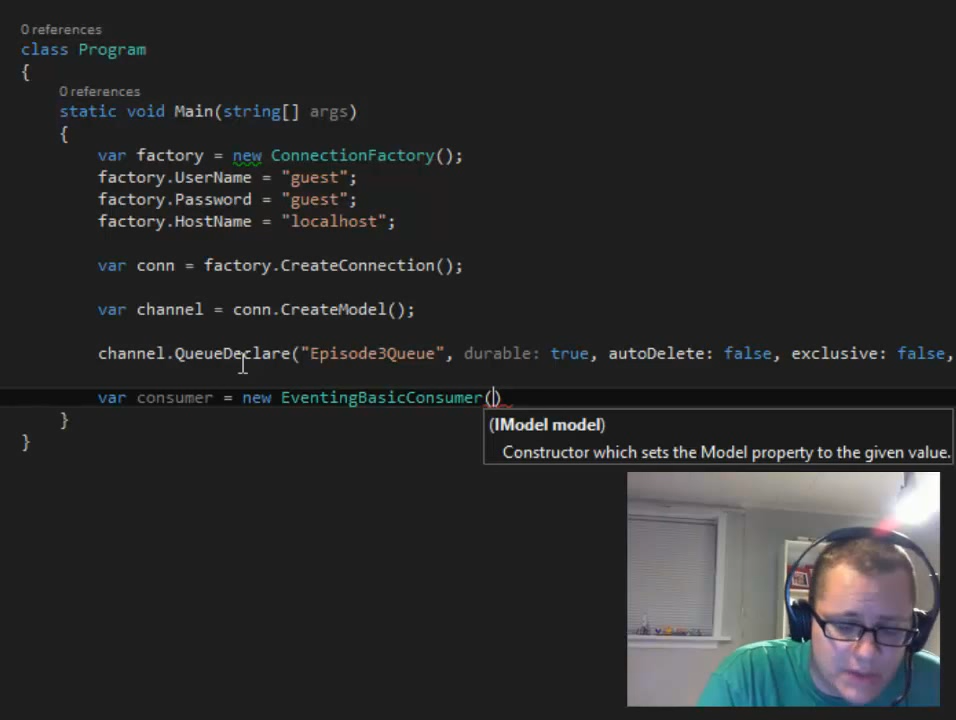 0 references
class Program
{
0 references
static void Main(string[] args)
{
var factory = new ConnectionFactory();
factory.UserName = "guest";
factory.Password = "guest";
factory.HostName = "localhost";
var conn = factory.CreateConnection();
var channel = conn.CreateModel();
channel.QueueDeclare("Episode3Queue", durable: true, autoDelete: false, exclusive: false,
var consumer = new EventingBasicConsumer()
(IModel model)
Constructor which sets the Model property to the given value.
}
}